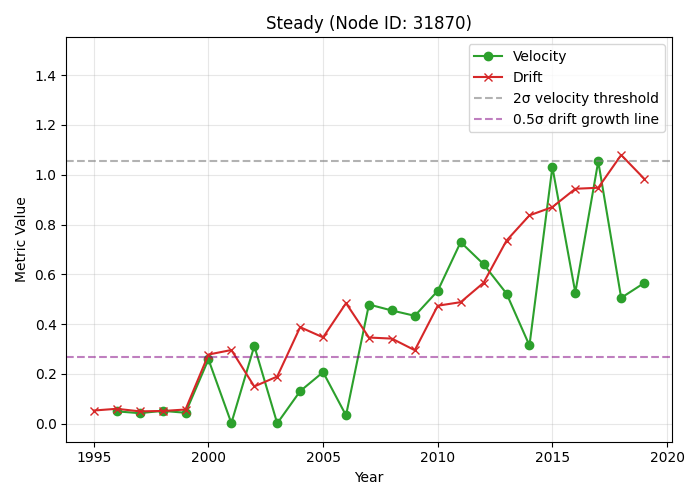 Steady (Node ID: 31870)
Velocity
Drift
2σ velocity threshold
0.5σ drift growth line
Metric Value
1.4
1.2
1.0
0.8
0.6
0.4
0.2
0.0
1995 2000 2005 2010 2015 2020
Year